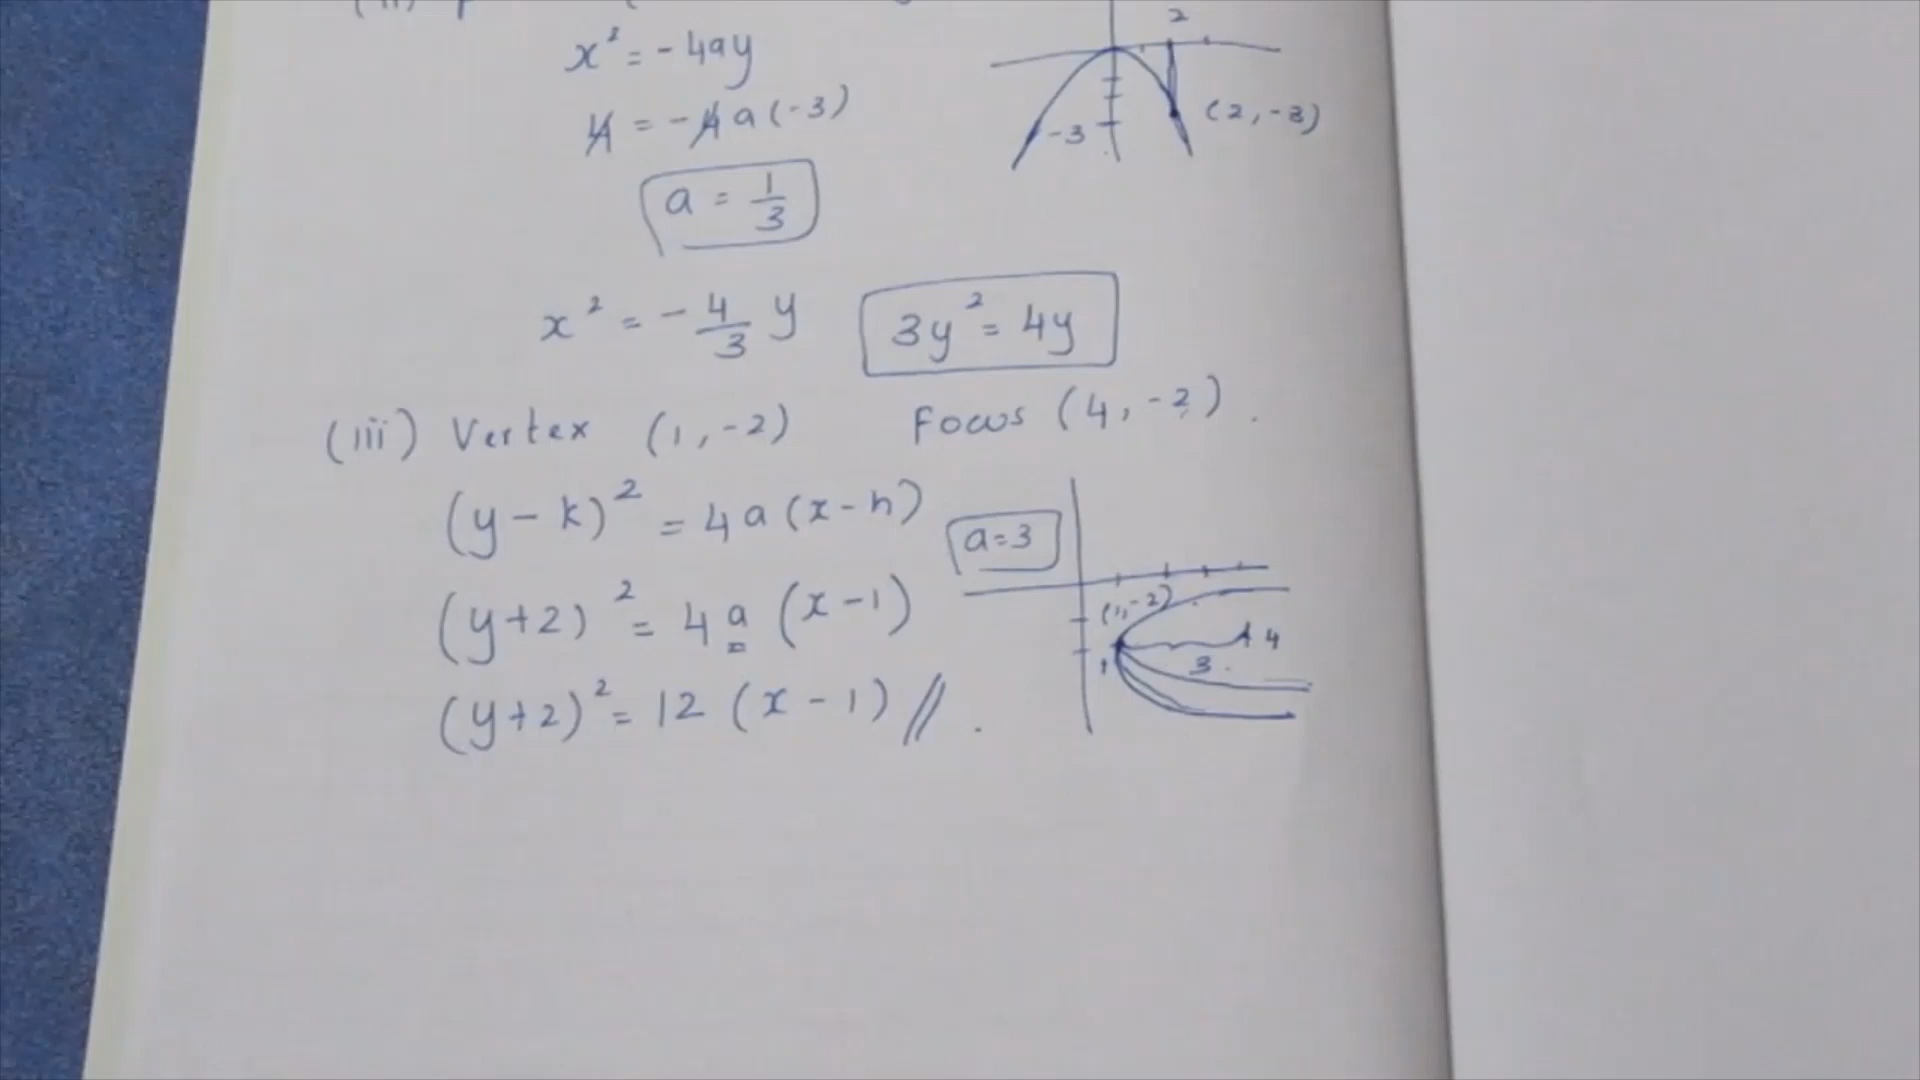 (ii)
2
x² = -4ay
4 = -4a(-3)
(2, -3)
-3
a = 1/3
x² = -4/3 y
3y² = 4y
(iii) Vertex (1, -2) Focus (4, -2).
(y - k)² = 4a(x - h)
a = 3
(y+2)² = 4a (x - 1)
(1, -2)
4
1
3
(y+2)² = 12 (x - 1) //.